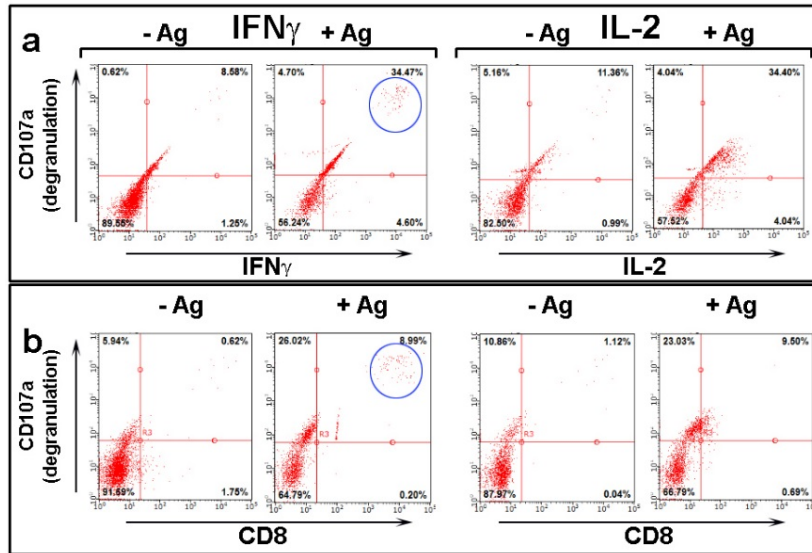 a
IFNγ
IL-2
- Ag
+ Ag
- Ag
+ Ag
CD107a
(degranulation)
0.62%
8.58%
89.55%
1.25%
4.70%
34.47%
56.24%
4.60%
5.16%
11.36%
82.50%
0.99%
4.04%
34.40%
57.52%
4.04%
IFNγ
IL-2
b
- Ag
+ Ag
- Ag
+ Ag
CD107a
(degranulation)
5.94%
0.62%
R3
91.59%
1.75%
26.02%
8.99%
R3
64.79%
0.20%
10.86%
1.12%
R3
87.97%
0.04%
23.03%
9.50%
66.79%
0.69%
CD8
CD8